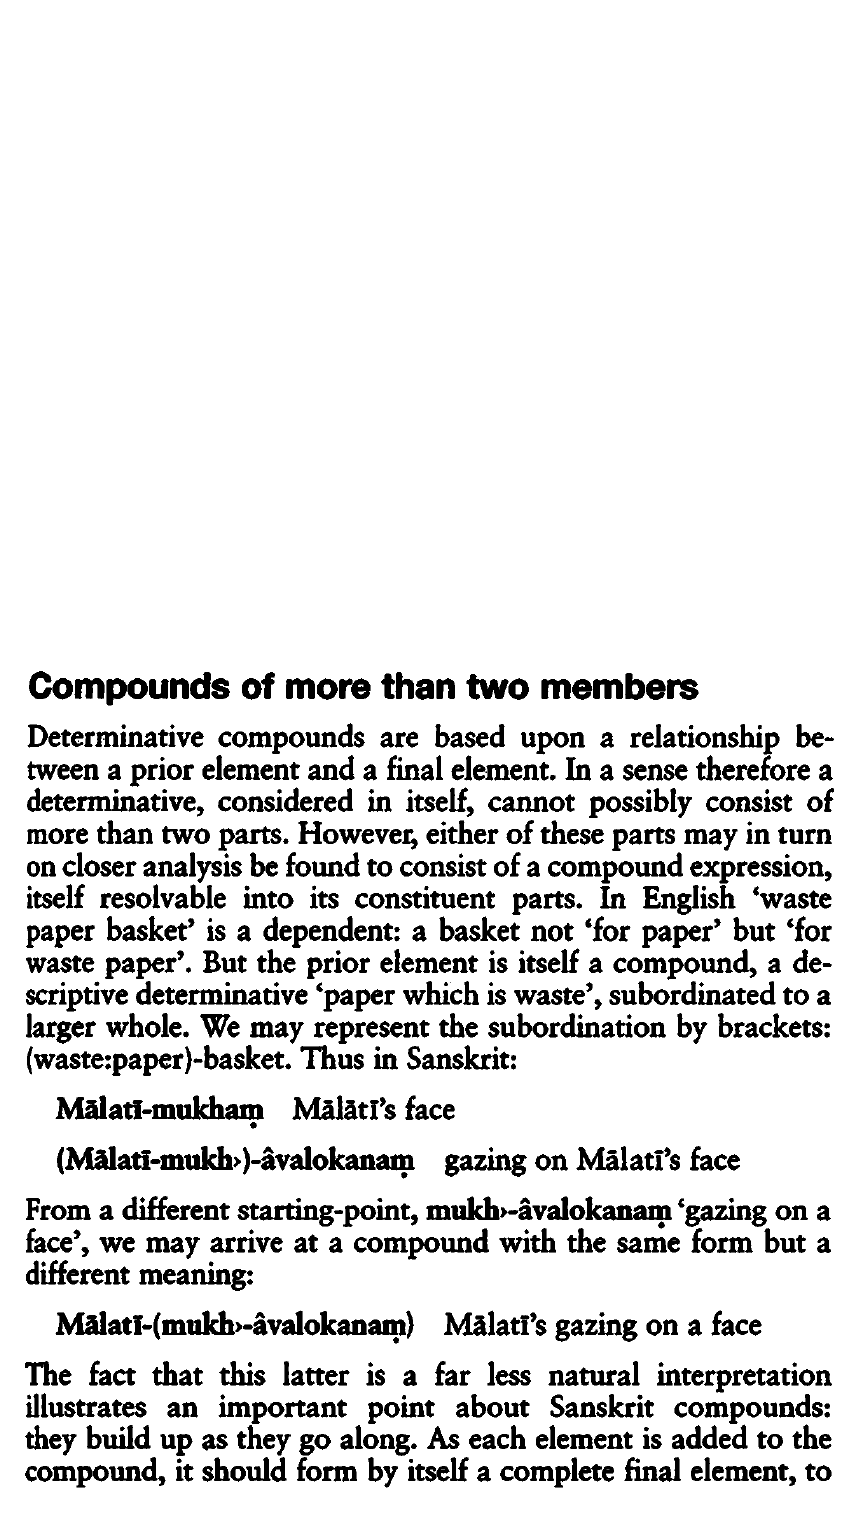 Compounds of more than two members
Determinative compounds are based upon a relationship be-
tween a prior element and a final element. In a sense therefore a
determinative, considered in itself, cannot possibly consist of
more than two parts. However, either of these parts may in turn
on closer analysis be found to consist of a compound expression,
itself resolvable into its constituent parts. In English ‘waste
paper basket’ is a dependent: a basket not ‘for paper’ but ‘for
waste paper’. But the prior element is itself a compound, a de-
scriptive determinative ‘paper which is waste’, subordinated to a
larger whole. We may represent the subordination by brackets:
(waste:paper)-basket. Thus in Sanskrit:
Mālatī-mukhaṃ Mālātī’s face
(Mālatī-mukh›)-âvalokanaṃ gazing on Mālatī’s face
From a different starting-point, mukh›-âvalokanaṃ ‘gazing on a
face’, we may arrive at a compound with the same form but a
different meaning:
Mālatī-(mukh›-âvalokanaṃ) Mālatī’s gazing on a face
The fact that this latter is a far less natural interpretation
illustrates an important point about Sanskrit compounds:
they build up as they go along. As each element is added to the
compound, it should form by itself a complete final element, to